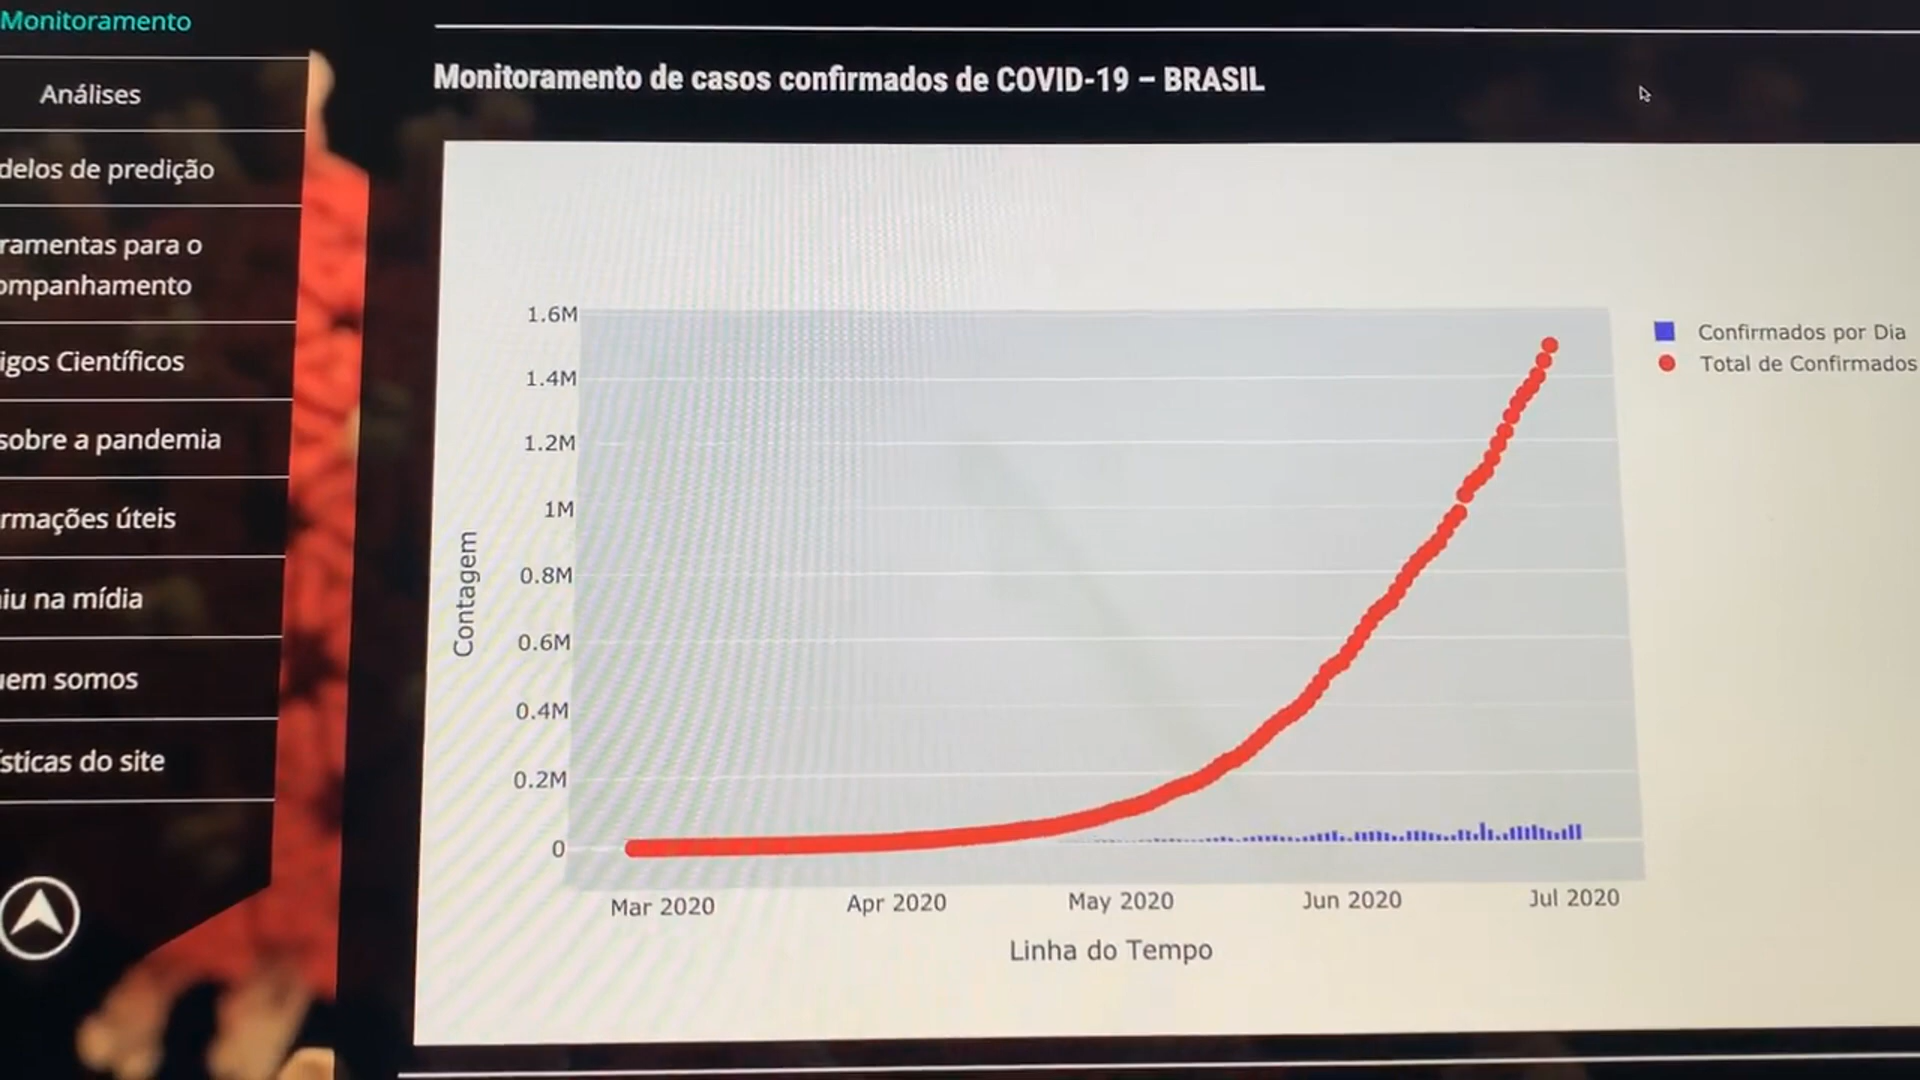 Monitoramento
Análises
delos de predição
ramentas para o
ompanhamento
igos Científicos
sobre a pandemia
rmações úteis
iu na mídia
uem somos
ísticas do site
Monitoramento de casos confirmados de COVID-19 – BRASIL
1.6M
1.4M
1.2M
1M
0.8M
0.6M
0.4M
0.2M
0
Contagem
Mar 2020
Apr 2020
May 2020
Jun 2020
Jul 2020
Linha do Tempo
Confirmados por Dia
Total de Confirmados